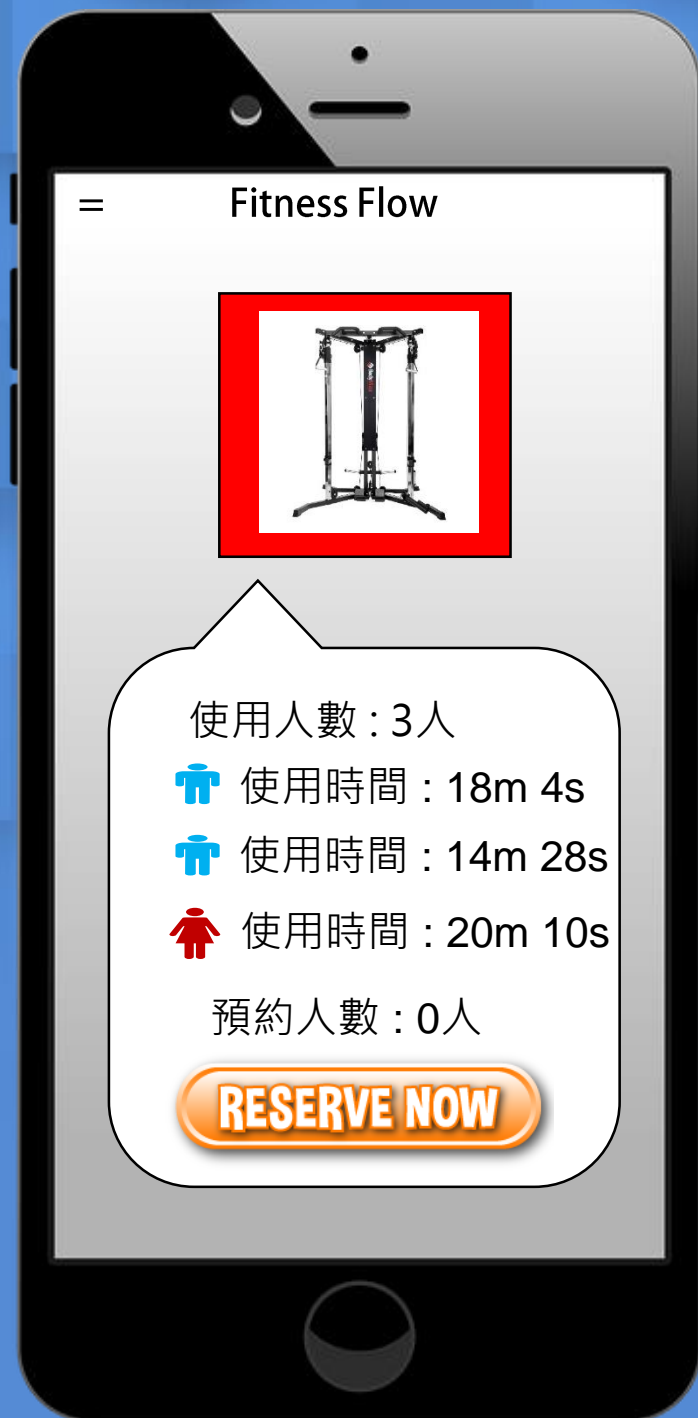 =
Fitness Flow
使用人數 : 3人
使用時間 : 18m 4s
使用時間 : 14m 28s
使用時間 : 20m 10s
預約人數 : 0人
RESERVE NOW